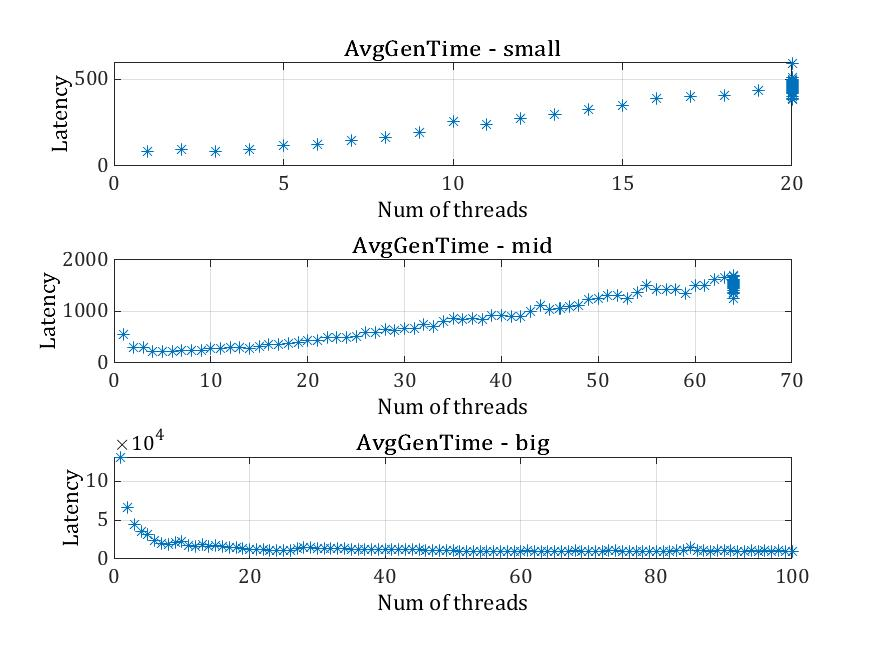 AvgGenTime - small
Latency
500
0
0 5 10 15 20
Num of threads
AvgGenTime - mid
Latency
2000
1000
0
0 10 20 30 40 50 60 70
Num of threads
×10^4
AvgGenTime - big
Latency
10
5
0
0 20 40 60 80 100
Num of threads